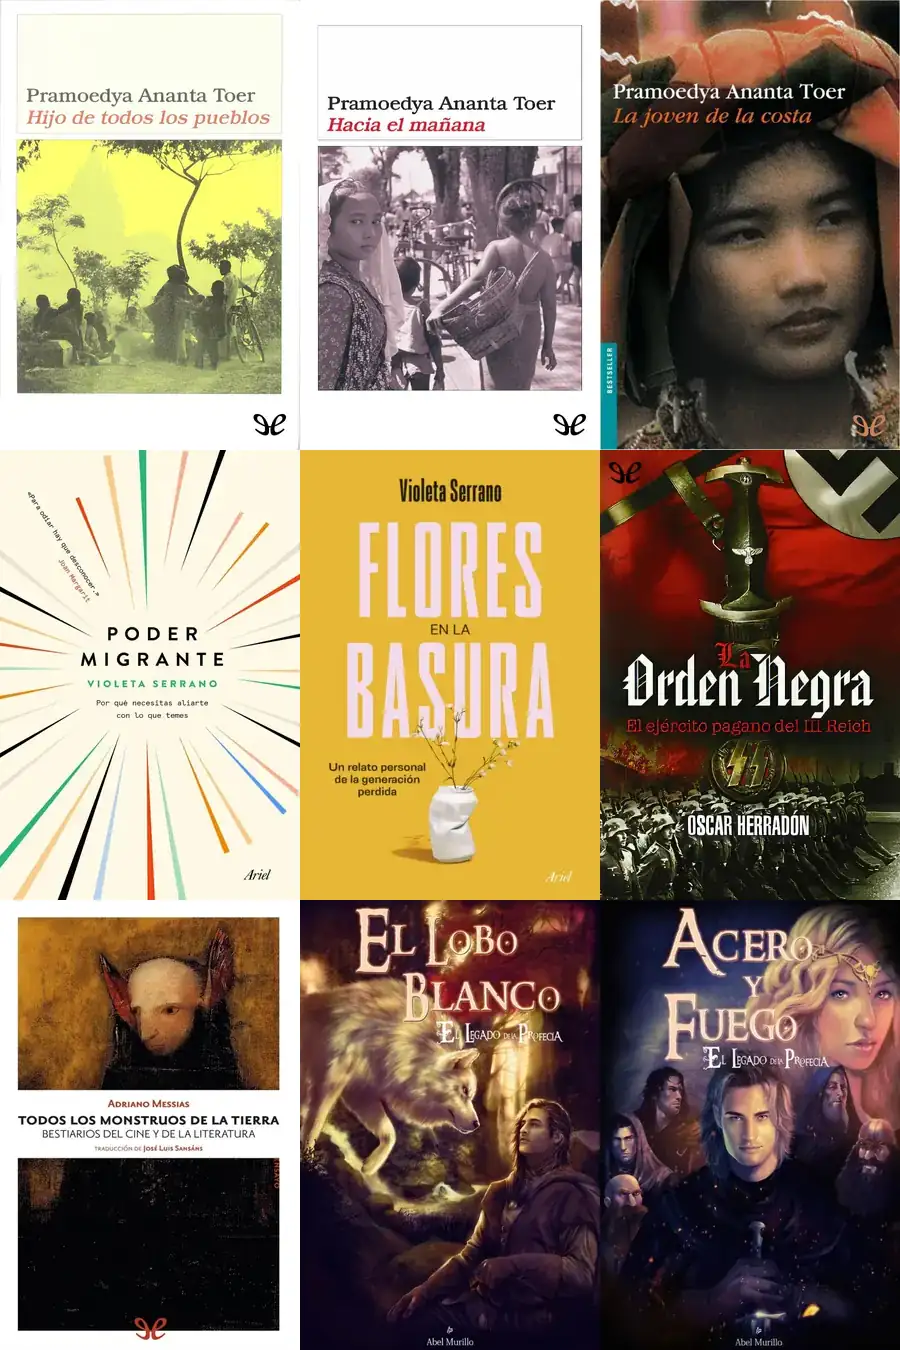 Pramoedya Ananta Toer
Hijo de todos los pueblos
Pramoedya Ananta Toer
Hacia el mañana
Pramoedya Ananta Toer
La joven de la costa
BESTSELLER
«Para odiar hay que desconocer.»
Joan Margarit
PODER
MIGRANTE
VIOLETA SERRANO
Por qué necesitas aliarte
con lo que temes
Ariel
Violeta Serrano
FLORES
EN LA
BASURA
Un relato personal
de la generación
perdida
Ariel
La
Orden Negra
El ejército pagano del III Reich
ÓSCAR HERRADÓN
ADRIANO MESSIAS
TODOS LOS MONSTRUOS DE LA TIERRA
BESTIARIOS DEL CINE Y DE LA LITERATURA
TRADUCCIÓN DE JOSÉ LUIS SANSÁNS
ENSAYO
EL LOBO
BLANCO
EL LEGADO DE LA PROFECIA
Abel Murillo
ACERO
Y
FUEGO
EL LEGADO DE LA PROFECIA
Abel Murillo